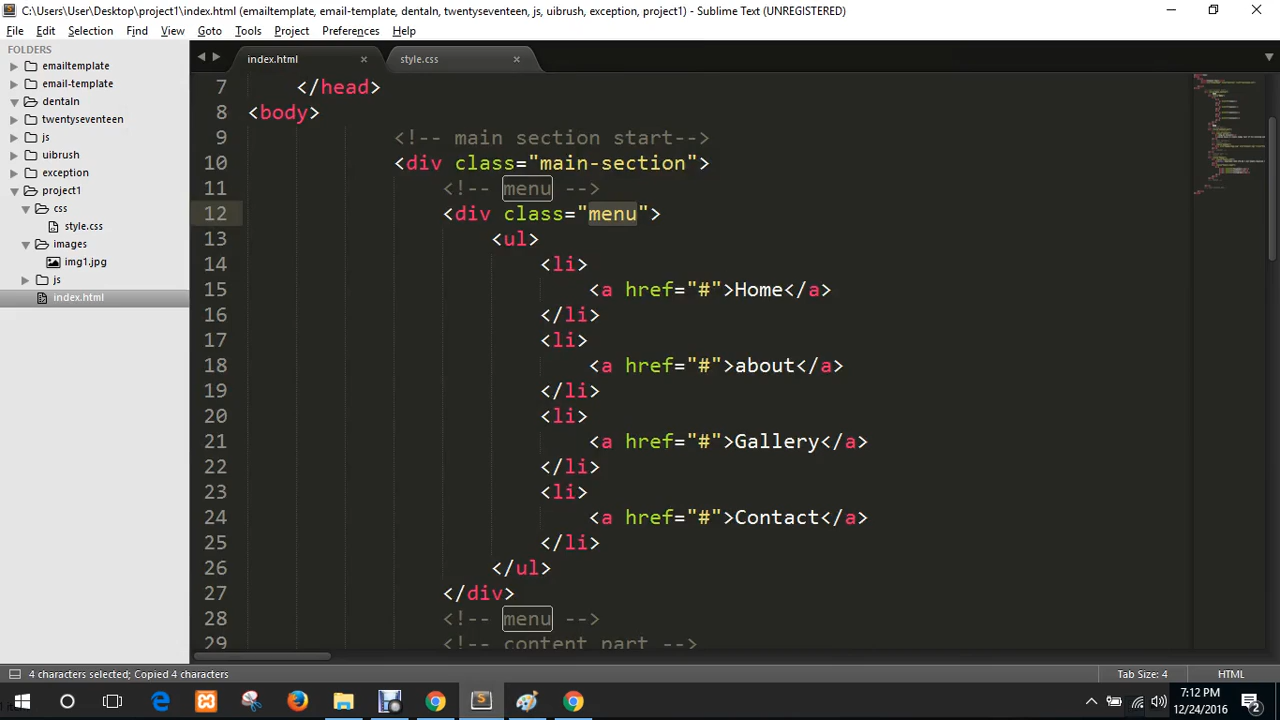 C:\Users\User\Desktop\project1\index.html (emailtemplate, email-template, dentaln, twentyseventeen, js, uibrush, exception, project1) - Sublime Text (UNREGISTERED)
File Edit Selection Find View Goto Tools Project Preferences Help
FOLDERS
emailtemplate
email-template
dentaln
twentyseventeen
js
uibrush
exception
project1
css
style.css
images
img1.jpg
js
index.html
index.html × style.css ×
7 </head>
8 <body>
9 <!-- main section start-->
10 <div class="main-section">
11 <!-- menu -->
12 <div class="menu">
13 <ul>
14 <li>
15 <a href="#">Home</a>
16 </li>
17 <li>
18 <a href="#">about</a>
19 </li>
20 <li>
21 <a href="#">Gallery</a>
22 </li>
23 <li>
24 <a href="#">Contact</a>
25 </li>
26 </ul>
27 </div>
28 <!-- menu -->
29 <!-- content part -->
4 characters selected; Copied 4 characters Tab Size: 4 HTML
7:12 PM
12/24/2016
2